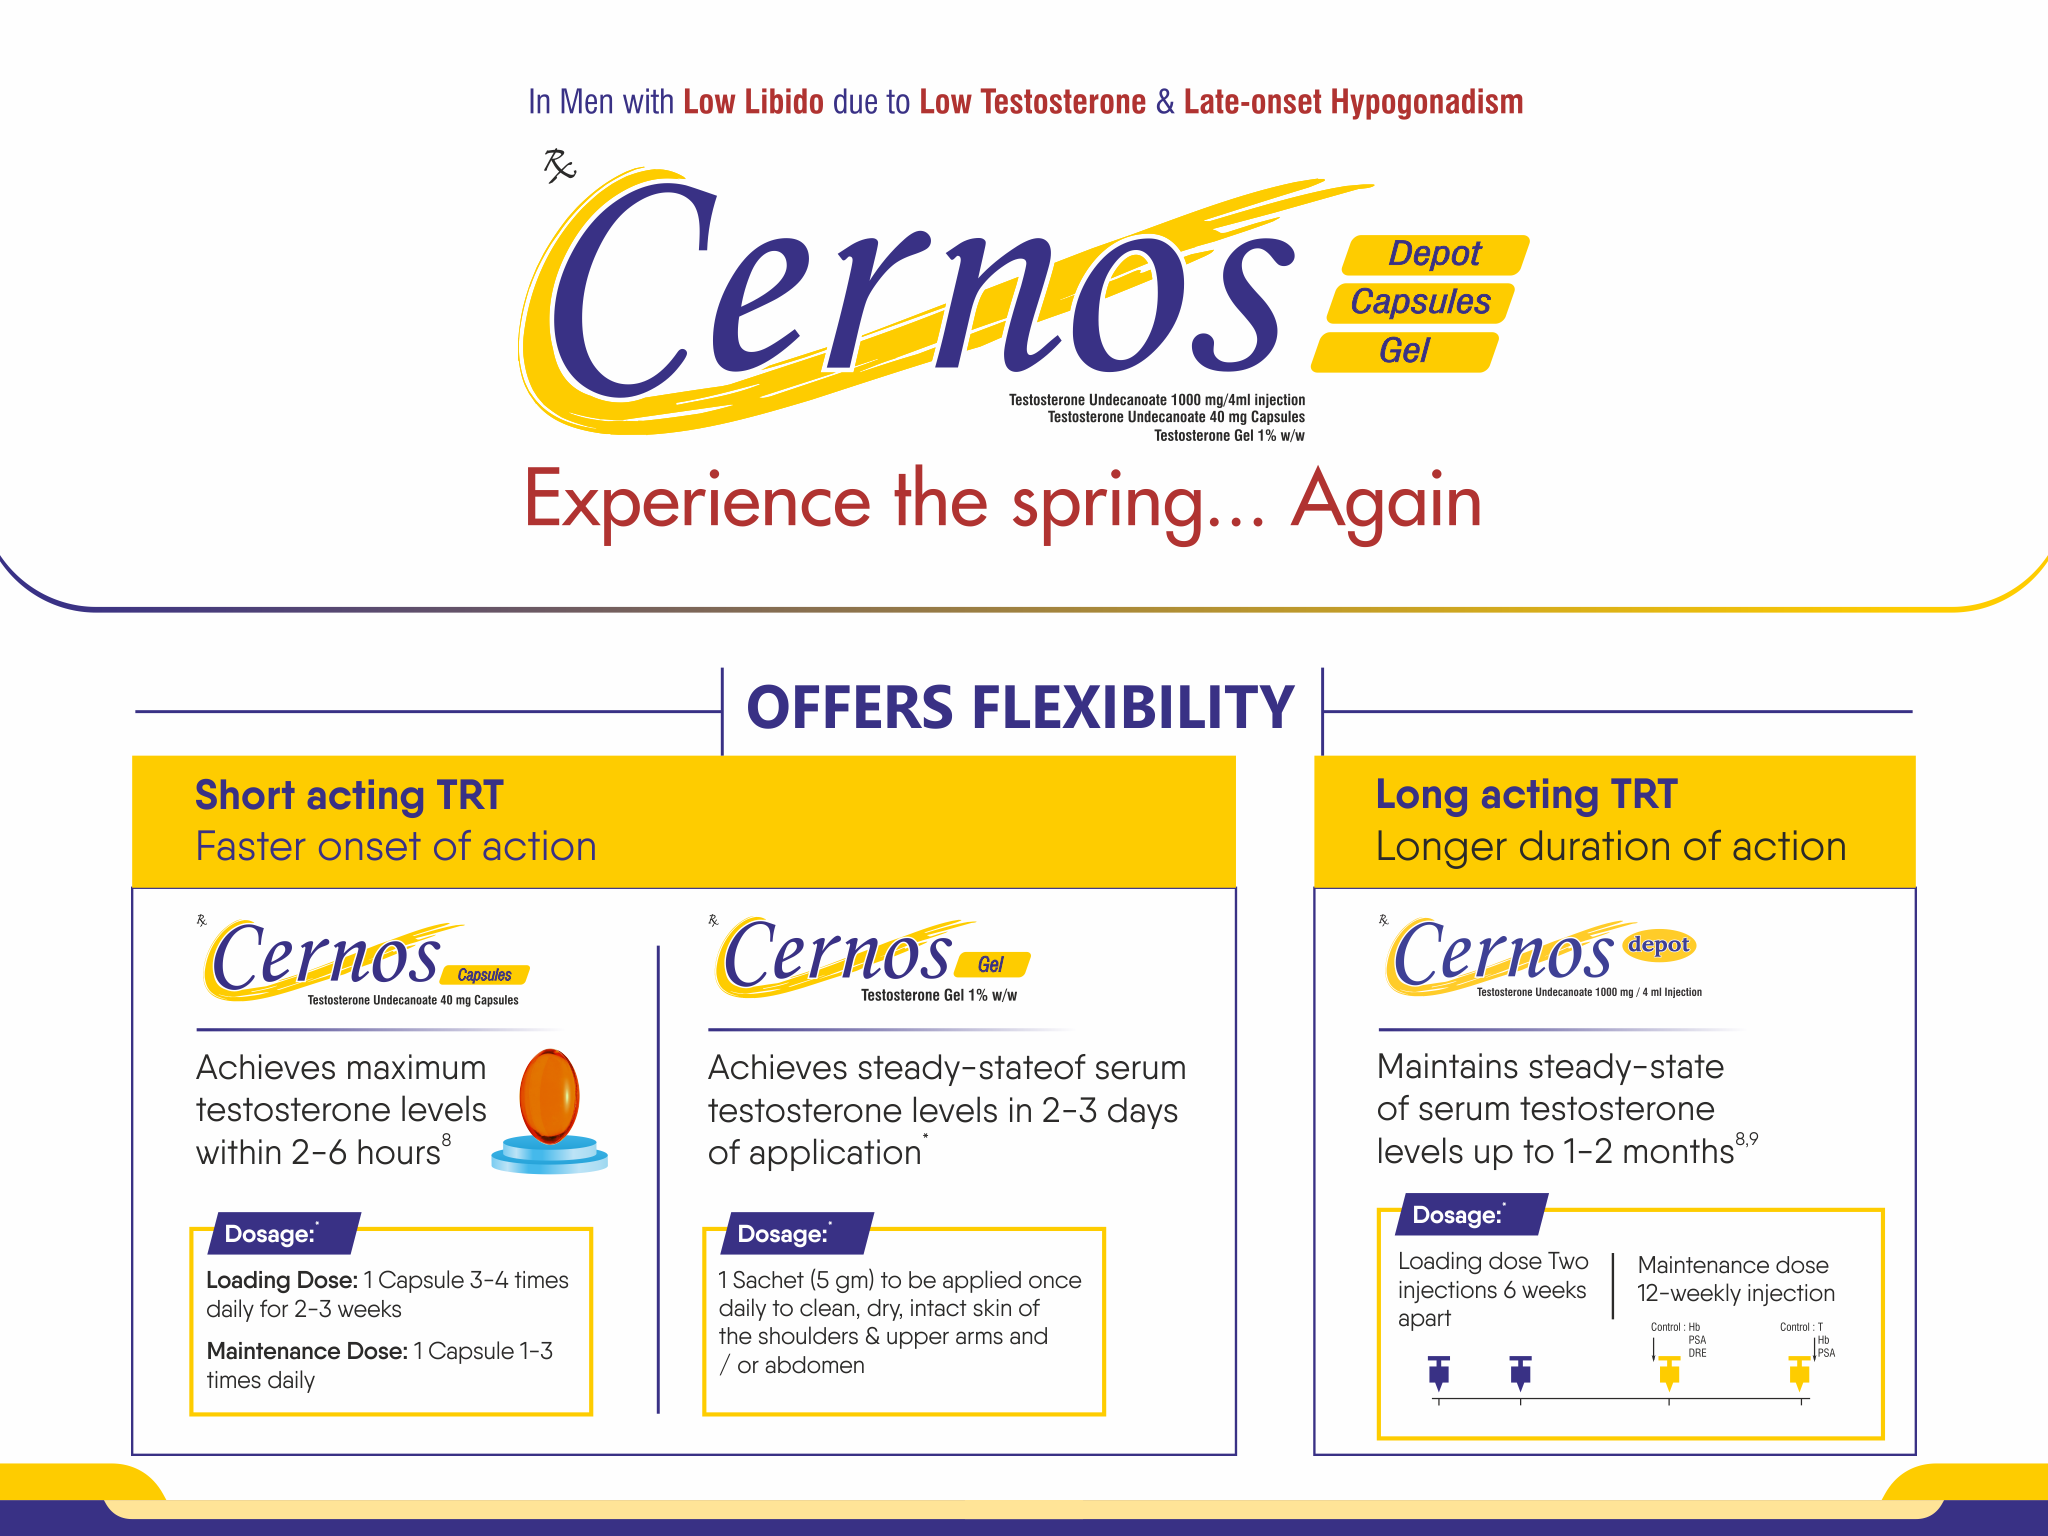 In Men with Low Libido due to Low Testosterone & Late-onset Hypogonadism
Rx
Cernos
Depot
Capsules
Gel
Testosterone Undecanoate 1000 mg/4ml injection
Testosterone Undecanoate 40 mg Capsules
Testosterone Gel 1% w/w
Experience the spring... Again
OFFERS FLEXIBILITY
Short acting TRT
Faster onset of action
Rx
Cernos Capsules
Testosterone Undecanoate 40 mg Capsules
Achieves maximum
testosterone levels
within 2-6 hours8
Dosage:*
Loading Dose: 1 Capsule 3-4 times
daily for 2-3 weeks
Maintenance Dose: 1 Capsule 1-3
times daily
Rx
Cernos Gel
Testosterone Gel 1% w/w
Achieves steady-stateof serum
testosterone levels in 2-3 days
of application*
Dosage:*
1 Sachet (5 gm) to be applied once
daily to clean, dry, intact skin of
the shoulders & upper arms and
/ or abdomen
Long acting TRT
Longer duration of action
Rx
Cernos depot
Testosterone Undecanoate 1000 mg / 4 ml Injection
Maintains steady-state
of serum testosterone
levels up to 1-2 months8,9
Dosage:*
Loading dose Two
injections 6 weeks
apart
Maintenance dose
12-weekly injection
Control : Hb
PSA
DRE
Control : T
Hb
PSA